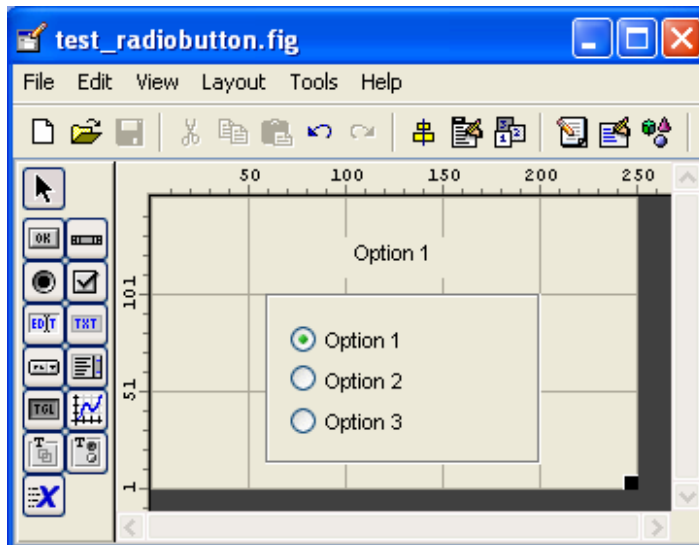 test_radiobutton.fig
File Edit View Layout Tools Help
50 100 150 200 250
OK
EDIT TXT
TGL
T T
X
101
51
1
Option 1
Option 1
Option 2
Option 3